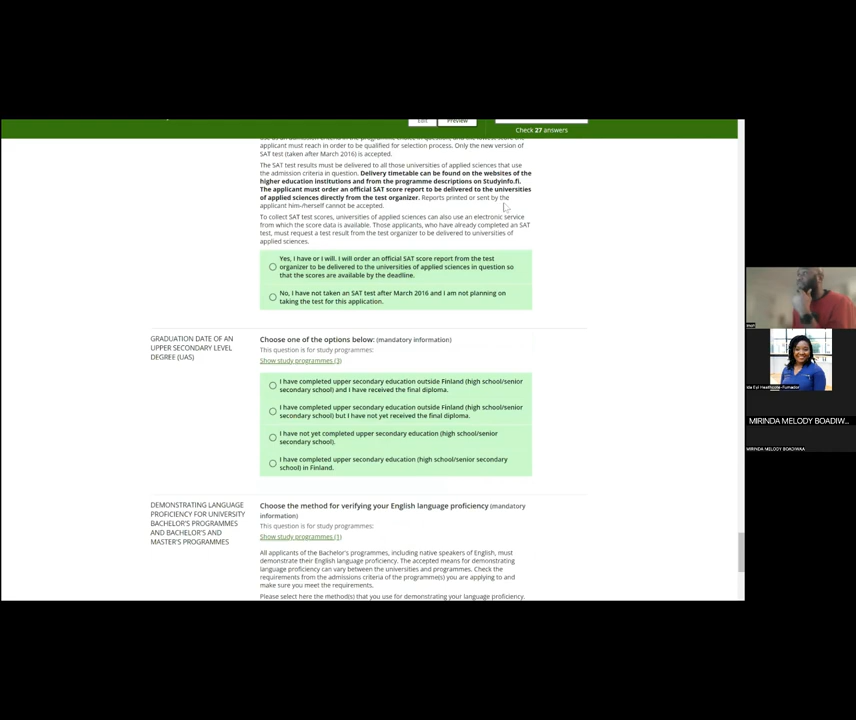 Edit
Preview
Check 27 answers
applicant must reach in order to be qualified for selection process. Only the new version of
SAT test (taken after March 2016) is accepted.
The SAT test results must be delivered to all those universities of applied sciences that use
the admission criteria in question. Delivery timetable can be found on the websites of the
higher education institutions and from the programme descriptions on Studyinfo.fi.
The applicant must order an official SAT score report to be delivered to the universities
of applied sciences directly from the test organizer. Reports printed or sent by the
applicant him-/herself cannot be accepted.
To collect SAT test scores, universities of applied sciences can also use an electronic service
from which the score data is available. Those applicants, who have already completed an SAT
test, must request a test result from the test organizer to be delivered to universities of
applied sciences.
Yes, I have or I will. I will order an official SAT score report from the test
organizer to be delivered to the universities of applied sciences in question so
that the scores are available by the deadline.
No, I have not taken an SAT test after March 2016 and I am not planning on
taking the test for this application.
GRADUATION DATE OF AN
UPPER SECONDARY LEVEL
DEGREE (UAS)
Choose one of the options below: (mandatory information)
This question is for study programmes:
Show study programmes (3)
I have completed upper secondary education outside Finland (high school/senior
secondary school) and I have received the final diploma.
I have completed upper secondary education outside Finland (high school/senior
secondary school) but I have not yet received the final diploma.
I have not yet completed upper secondary education (high school/senior
secondary school).
I have completed upper secondary education (high school/senior secondary
school) in Finland.
DEMONSTRATING LANGUAGE
PROFICIENCY FOR UNIVERSITY
BACHELOR'S PROGRAMMES
AND BACHELOR'S AND
MASTER'S PROGRAMMES
Choose the method for verifying your English language proficiency (mandatory
information)
This question is for study programmes:
Show study programmes (1)
All applicants of the Bachelor's programmes, including native speakers of English, must
demonstrate their English language proficiency. The accepted means for demonstrating
language proficiency can vary between the universities and programmes. Check the
requirements from the admissions criteria of the programme(s) you are applying to and
make sure you meet the requirements.
Please select here the method(s) that you use for demonstrating your language proficiency.
MIRINDA MELODY BOADIW...
MIRINDA MELODY BOADIWAA